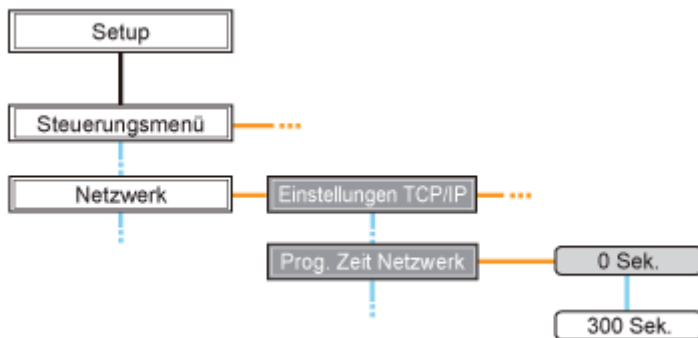 Setup
Steuerungsmenü
Netzwerk
Einstellungen TCP/IP
Prog. Zeit Netzwerk
0 Sek.
300 Sek.